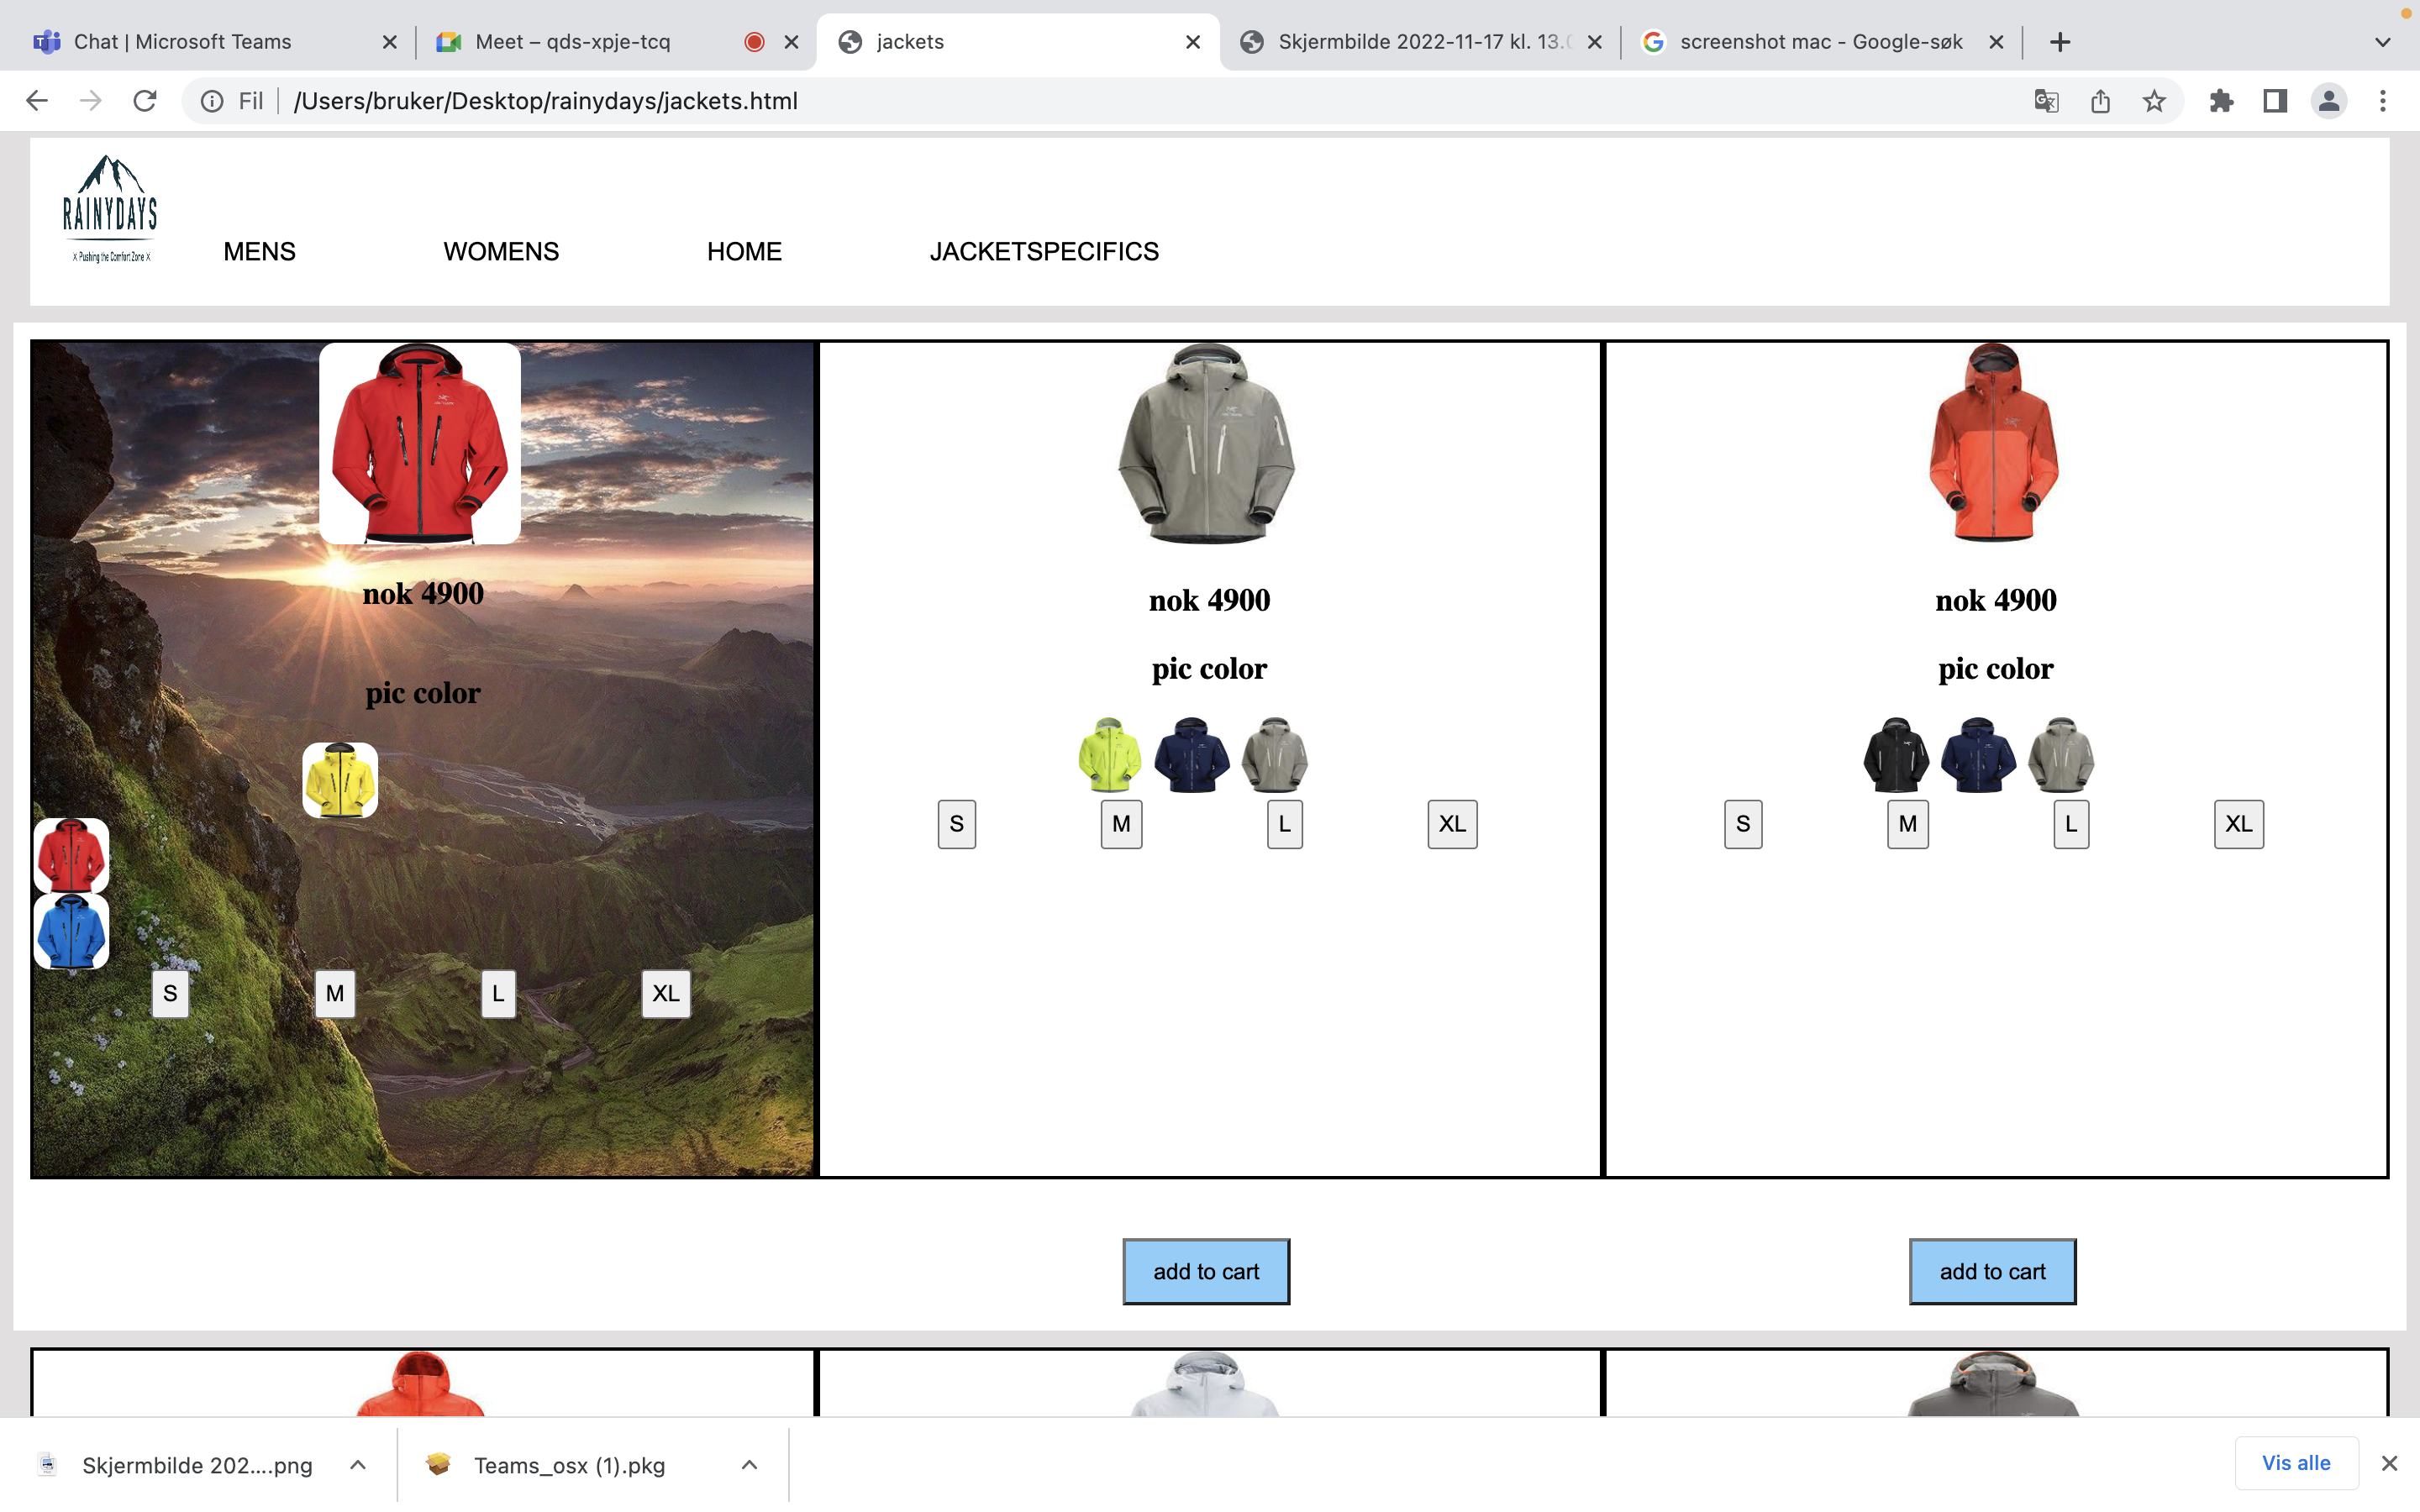 Chat | Microsoft Teams
Meet – qds-xpje-tcq
jackets
Skjermbilde 2022-11-17 kl. 13.
screenshot mac - Google-søk
Fil
/Users/bruker/Desktop/rainydays/jackets.html
RAINYDAYS
X Pushing the Comfort Zone X
MENS
WOMENS
HOME
JACKETSPECIFICS
nok 4900
pic color
S
M
L
XL
nok 4900
pic color
S
M
L
XL
nok 4900
pic color
S
M
L
XL
add to cart
add to cart
Skjermbilde 202....png
Teams_osx (1).pkg
Vis alle